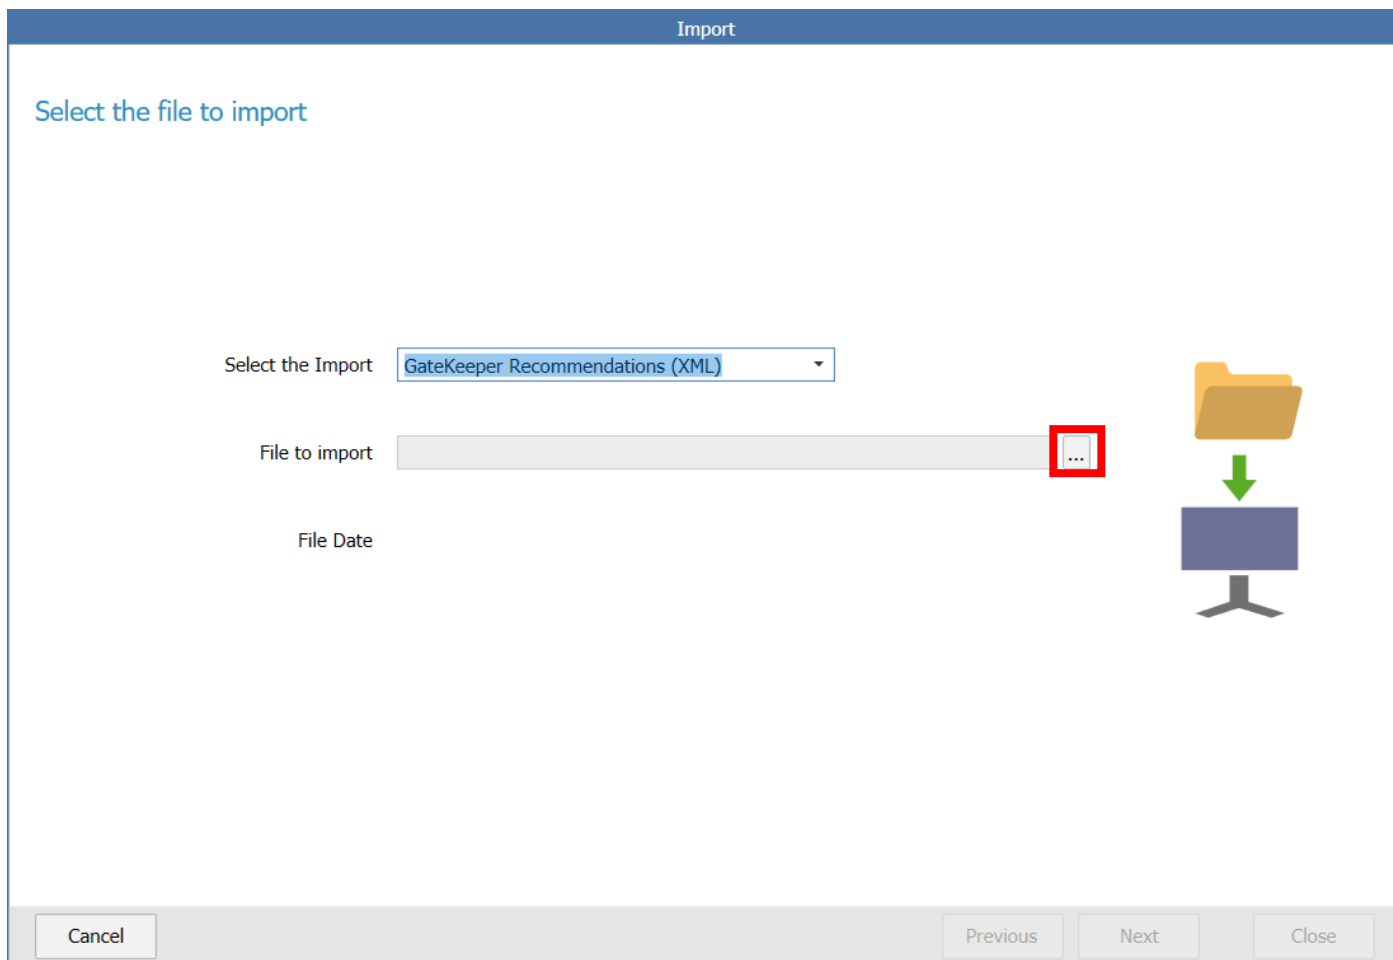 Import
Select the file to import
Select the Import GateKeeper Recommendations (XML)
File to import ...
File Date
Cancel Previous Next Close